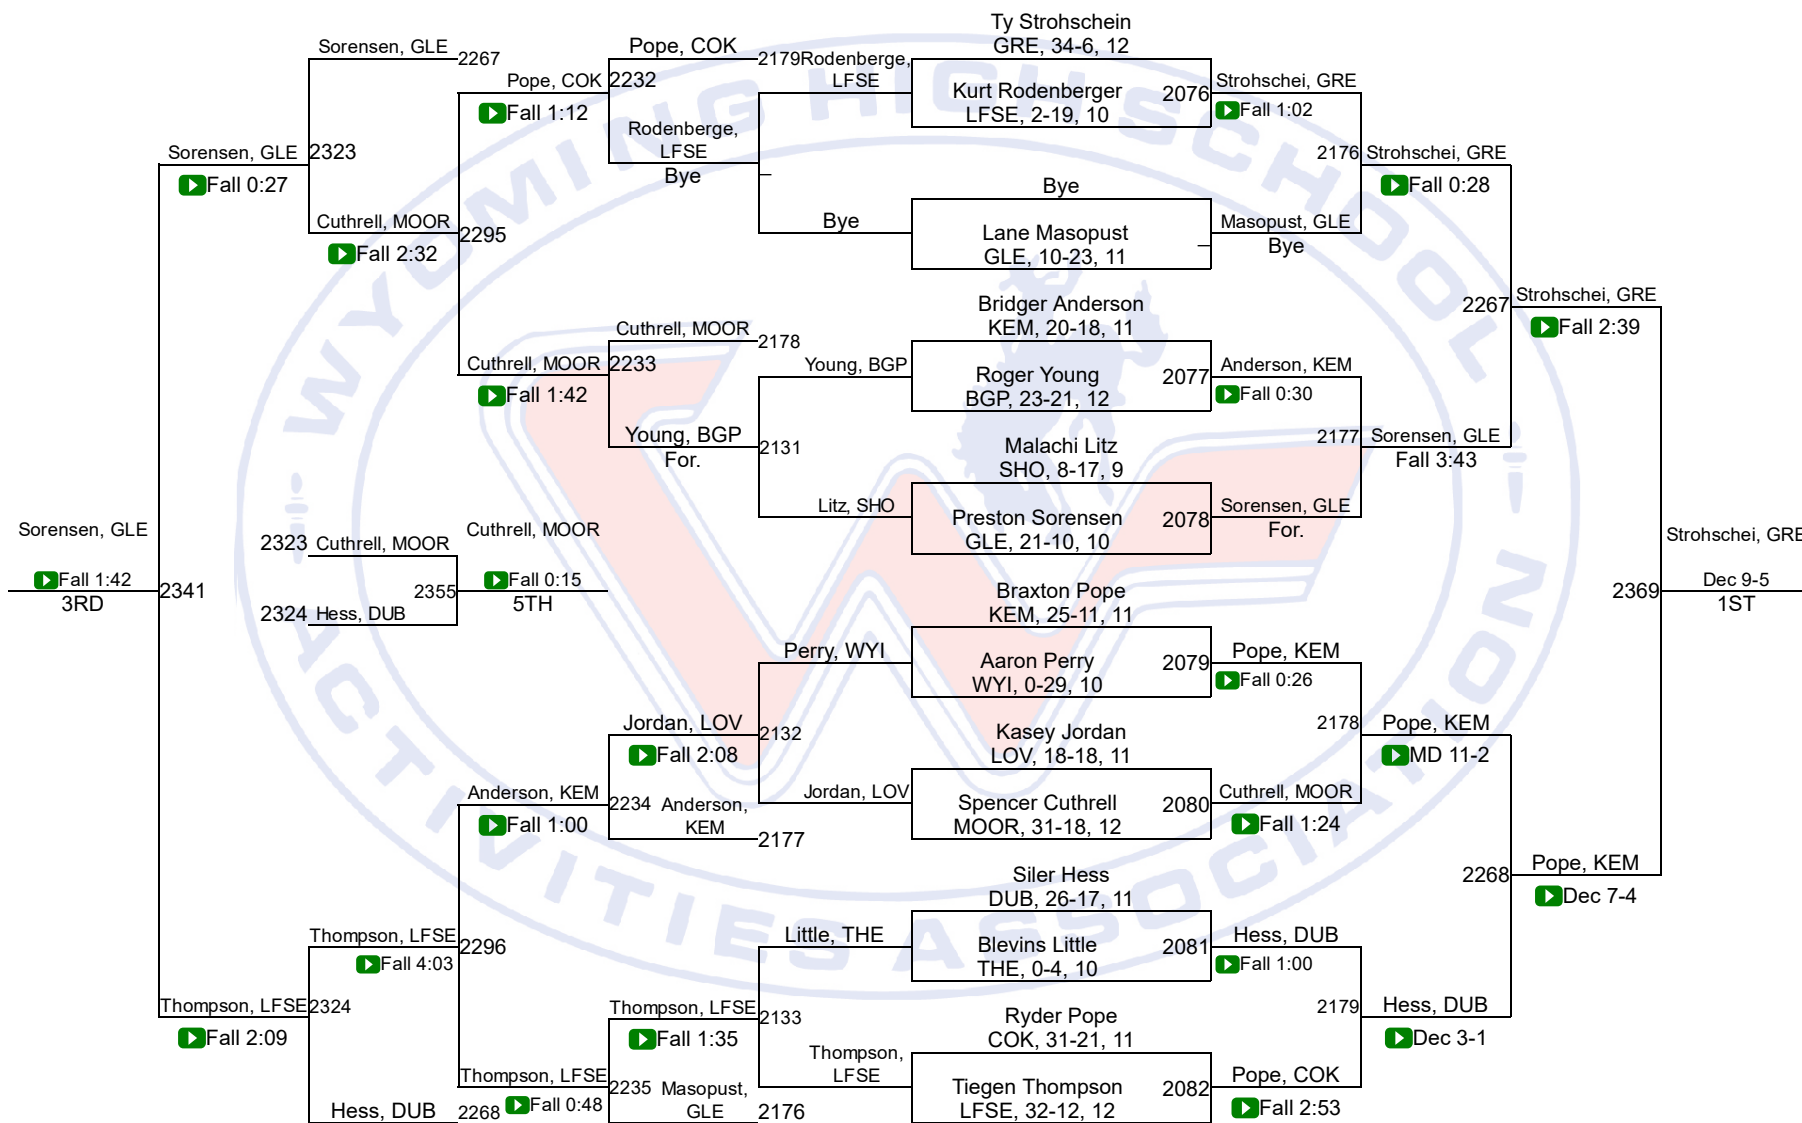 Ty Strohschein
GRE, 34-6, 12
Kurt Rodenberger
LFSE, 2-19, 10
2076
Bye
Lane Masopust
GLE, 10-23, 11
–
Bridger Anderson
KEM, 20-18, 11
Roger Young
BGP, 23-21, 12
2077
Malachi Litz
SHO, 8-17, 9
Preston Sorensen
GLE, 21-10, 10
2078
Braxton Pope
KEM, 25-11, 11
Aaron Perry
WYI, 0-29, 10
2079
Kasey Jordan
LOV, 18-18, 11
Spencer Cuthrell
MOOR, 31-18, 12
2080
Siler Hess
DUB, 26-17, 11
Blevins Little
THE, 0-4, 10
2081
Ryder Pope
COK, 31-21, 11
Tiegen Thompson
LFSE, 32-12, 12
2082
Strohschei, GRE
Fall 1:02
Masopust, GLE
Bye
2176
Anderson, KEM
Fall 0:30
Sorensen, GLE
For.
2177
Pope, KEM
Fall 0:26
Cuthrell, MOOR
Fall 1:24
2178
Hess, DUB
Fall 1:00
Pope, COK
Fall 2:53
2179
Strohschei, GRE
Fall 0:28
Sorensen, GLE
Fall 3:43
2267
Pope, KEM
MD 11-2
Hess, DUB
Dec 3-1
2268
Strohschei, GRE
Fall 2:39
Pope, KEM
Dec 7-4
2369
Strohschei, GRE
Dec 9-5
1ST
Rodenberge,
LFSE
Bye
–
Young, BGP
Litz, SHO
2131
Perry, WYI
Jordan, LOV
2132
Little, THE
Thompson,
LFSE
2133
Pope, COK
2179
Rodenberge,
LFSE
Bye
2232
Cuthrell, MOOR
2178
Young, BGP
For.
2233
Jordan, LOV
Fall 2:08
Anderson,
KEM
2177
2234
Thompson, LFSE
Fall 1:35
Masopust,
GLE
2176
2235
Pope, COK
Fall 1:12
Cuthrell, MOOR
Fall 1:42
2295
Anderson, KEM
Fall 1:00
Thompson, LFSE
Fall 0:48
2296
Sorensen, GLE
2267
Cuthrell, MOOR
Fall 2:32
2323
Thompson, LFSE
Fall 4:03
Hess, DUB
2268
2324
Sorensen, GLE
Fall 0:27
Thompson, LFSE
Fall 2:09
2341
Sorensen, GLE
Fall 1:42
3RD
2323
Cuthrell, MOOR
2324
Hess, DUB
2355
Cuthrell, MOOR
Fall 0:15
5TH
WYOMING HIGH SCHOOL
ACTIVITIES ASSOCIATION